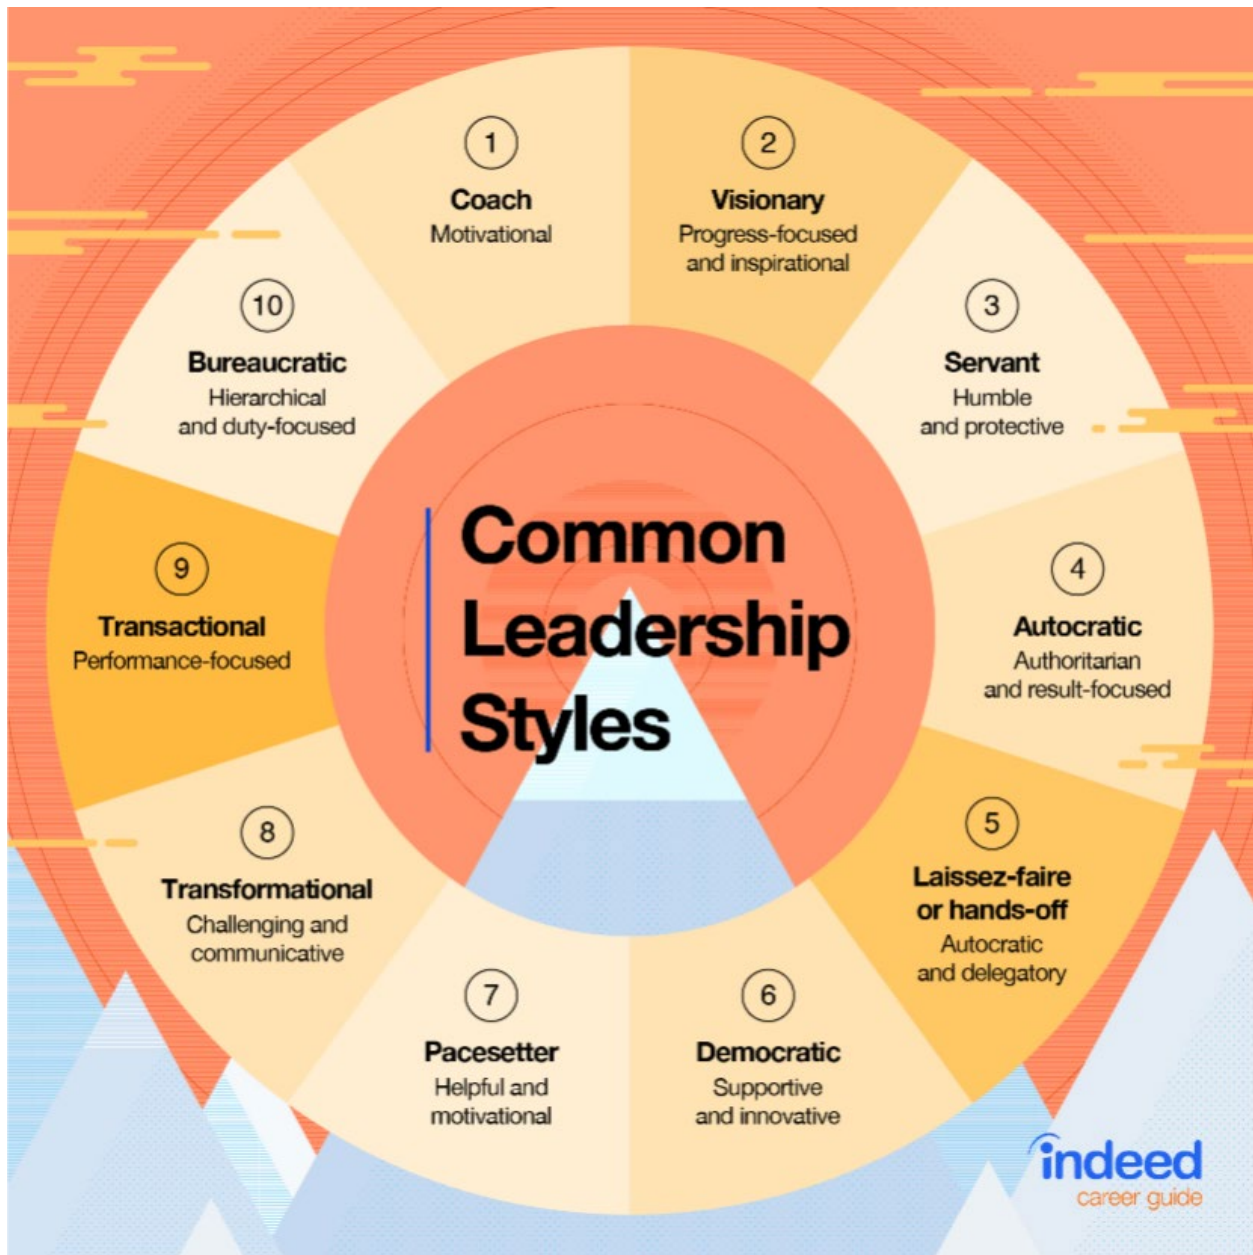 Common
Leadership
Styles
1
Coach
Motivational
2
Visionary
Progress-focused
and inspirational
3
Servant
Humble
and protective
4
Autocratic
Authoritarian
and result-focused
5
Laissez-faire
or hands-off
Autocratic
and delegatory
6
Democratic
Supportive
and innovative
7
Pacesetter
Helpful and
motivational
8
Transformational
Challenging and
communicative
9
Transactional
Performance-focused
10
Bureaucratic
Hierarchical
and duty-focused
indeed
career guide